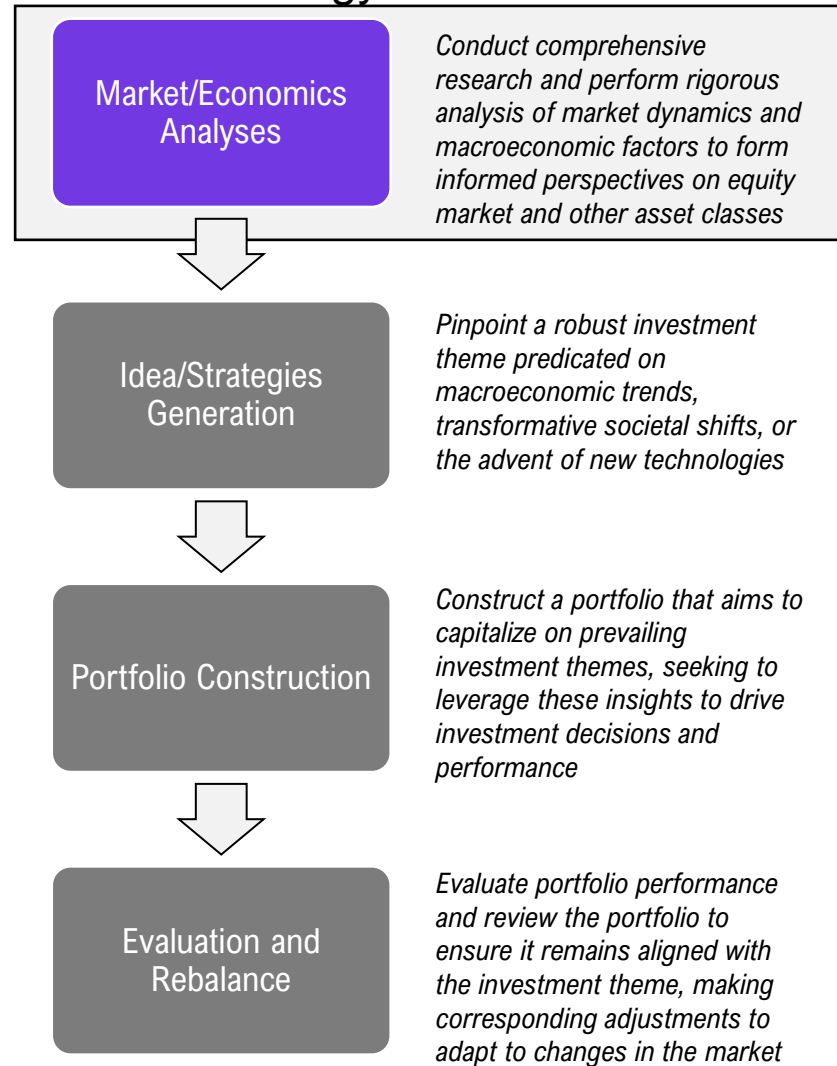 Market/Economics
Analyses
Conduct comprehensive
research and perform rigorous
analysis of market dynamics and
macroeconomic factors to form
informed perspectives on equity
market and other asset classes
Idea/Strategies
Generation
Pinpoint a robust investment
theme predicated on
macroeconomic trends,
transformative societal shifts, or
the advent of new technologies
Portfolio Construction
Construct a portfolio that aims to
capitalize on prevailing
investment themes, seeking to
leverage these insights to drive
investment decisions and
performance
Evaluation and
Rebalance
Evaluate portfolio performance
and review the portfolio to
ensure it remains aligned with
the investment theme, making
corresponding adjustments to
adapt to changes in the market